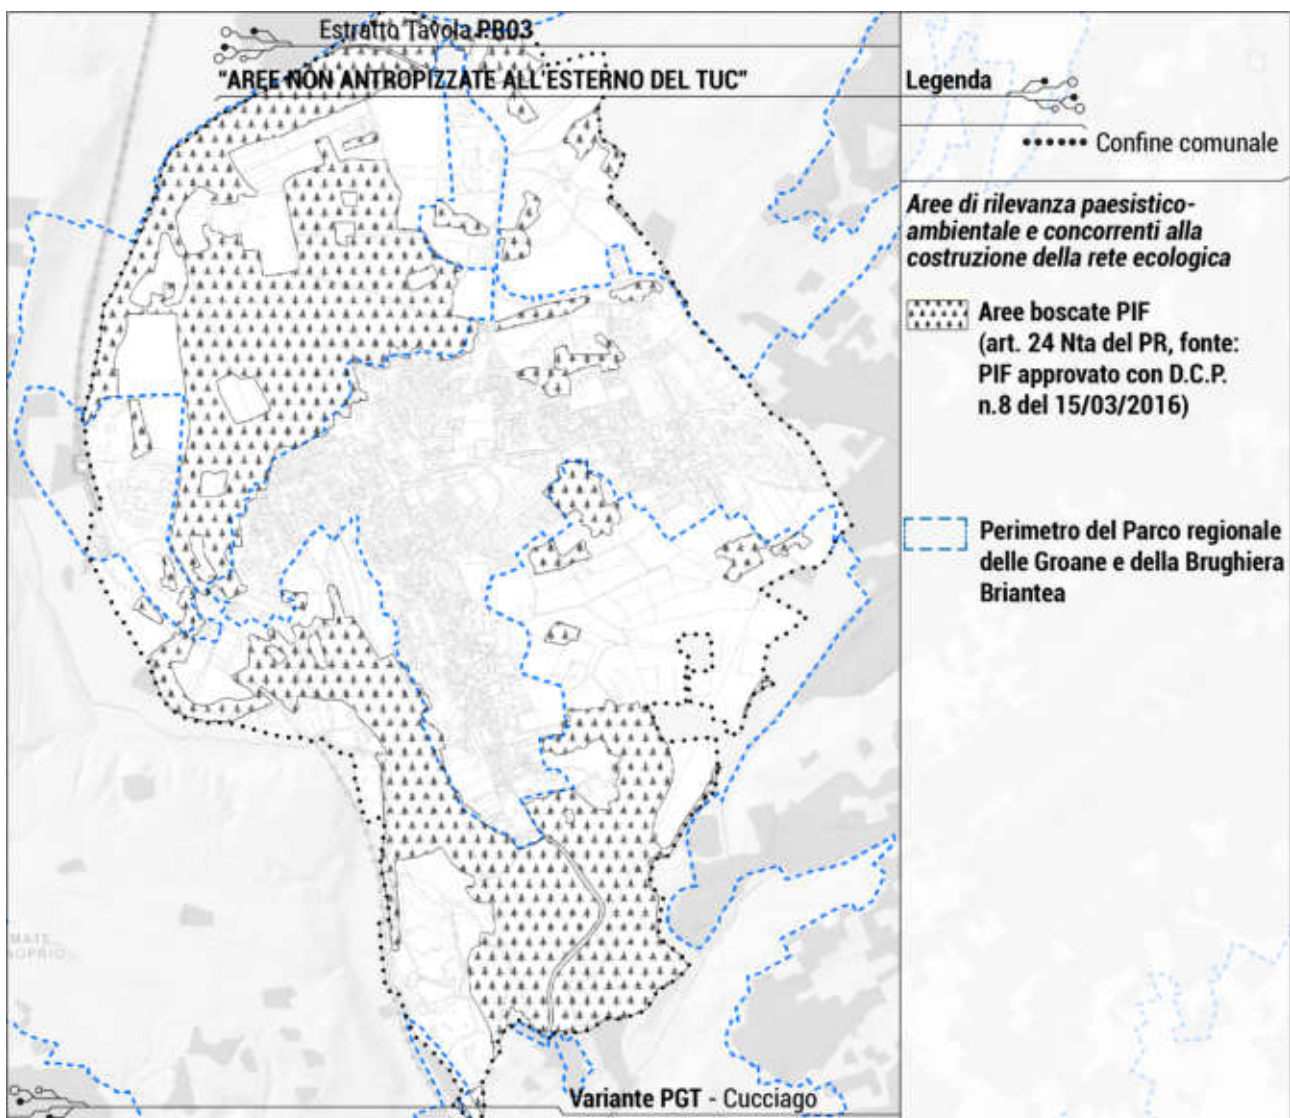 Estratto Tavola PR03
"AREE NON ANTROPIZZATE ALL'ESTERNO DEL TUC"
Legenda
Confine comunale
Aree di rilevanza paesistico-
ambientale e concorrenti alla
costruzione della rete ecologica
Aree boscate PIF
(art. 24 Nta del PR, fonte:
PIF approvato con D.C.P.
n.8 del 15/03/2016)
Perimetro del Parco regionale
delle Groane e della Brughiera
Briantea
Variante PGT - Cucciago